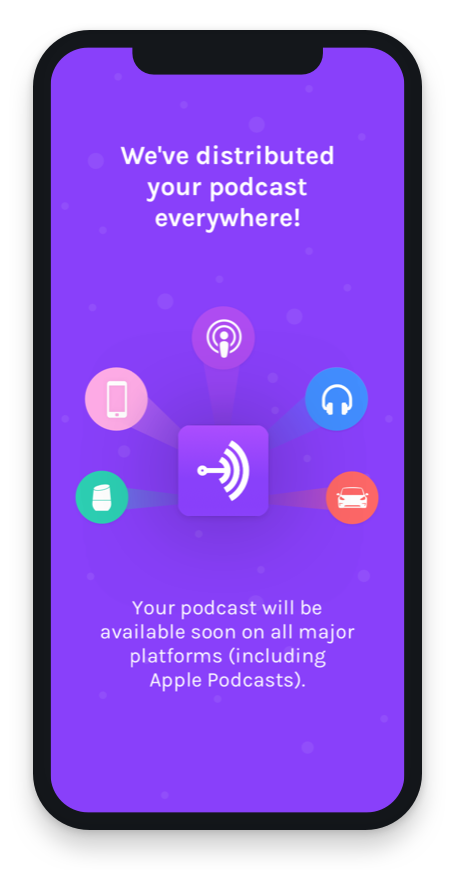 We've distributed
your podcast
everywhere!
Your podcast will be
available soon on all major
platforms (including
Apple Podcasts).